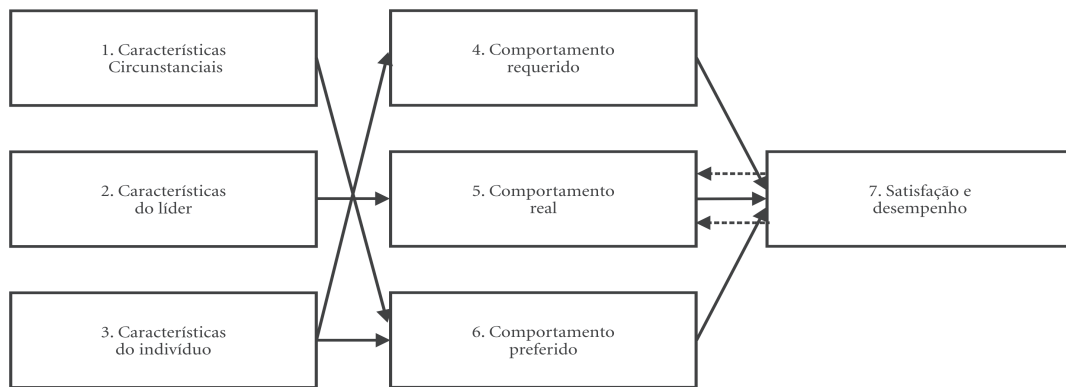 1. Características
Circunstanciais
4. Comportamento
requerido
2. Características
do líder
5. Comportamento
real
7. Satisfação e
desempenho
3. Características
do indivíduo
6. Comportamento
preferido